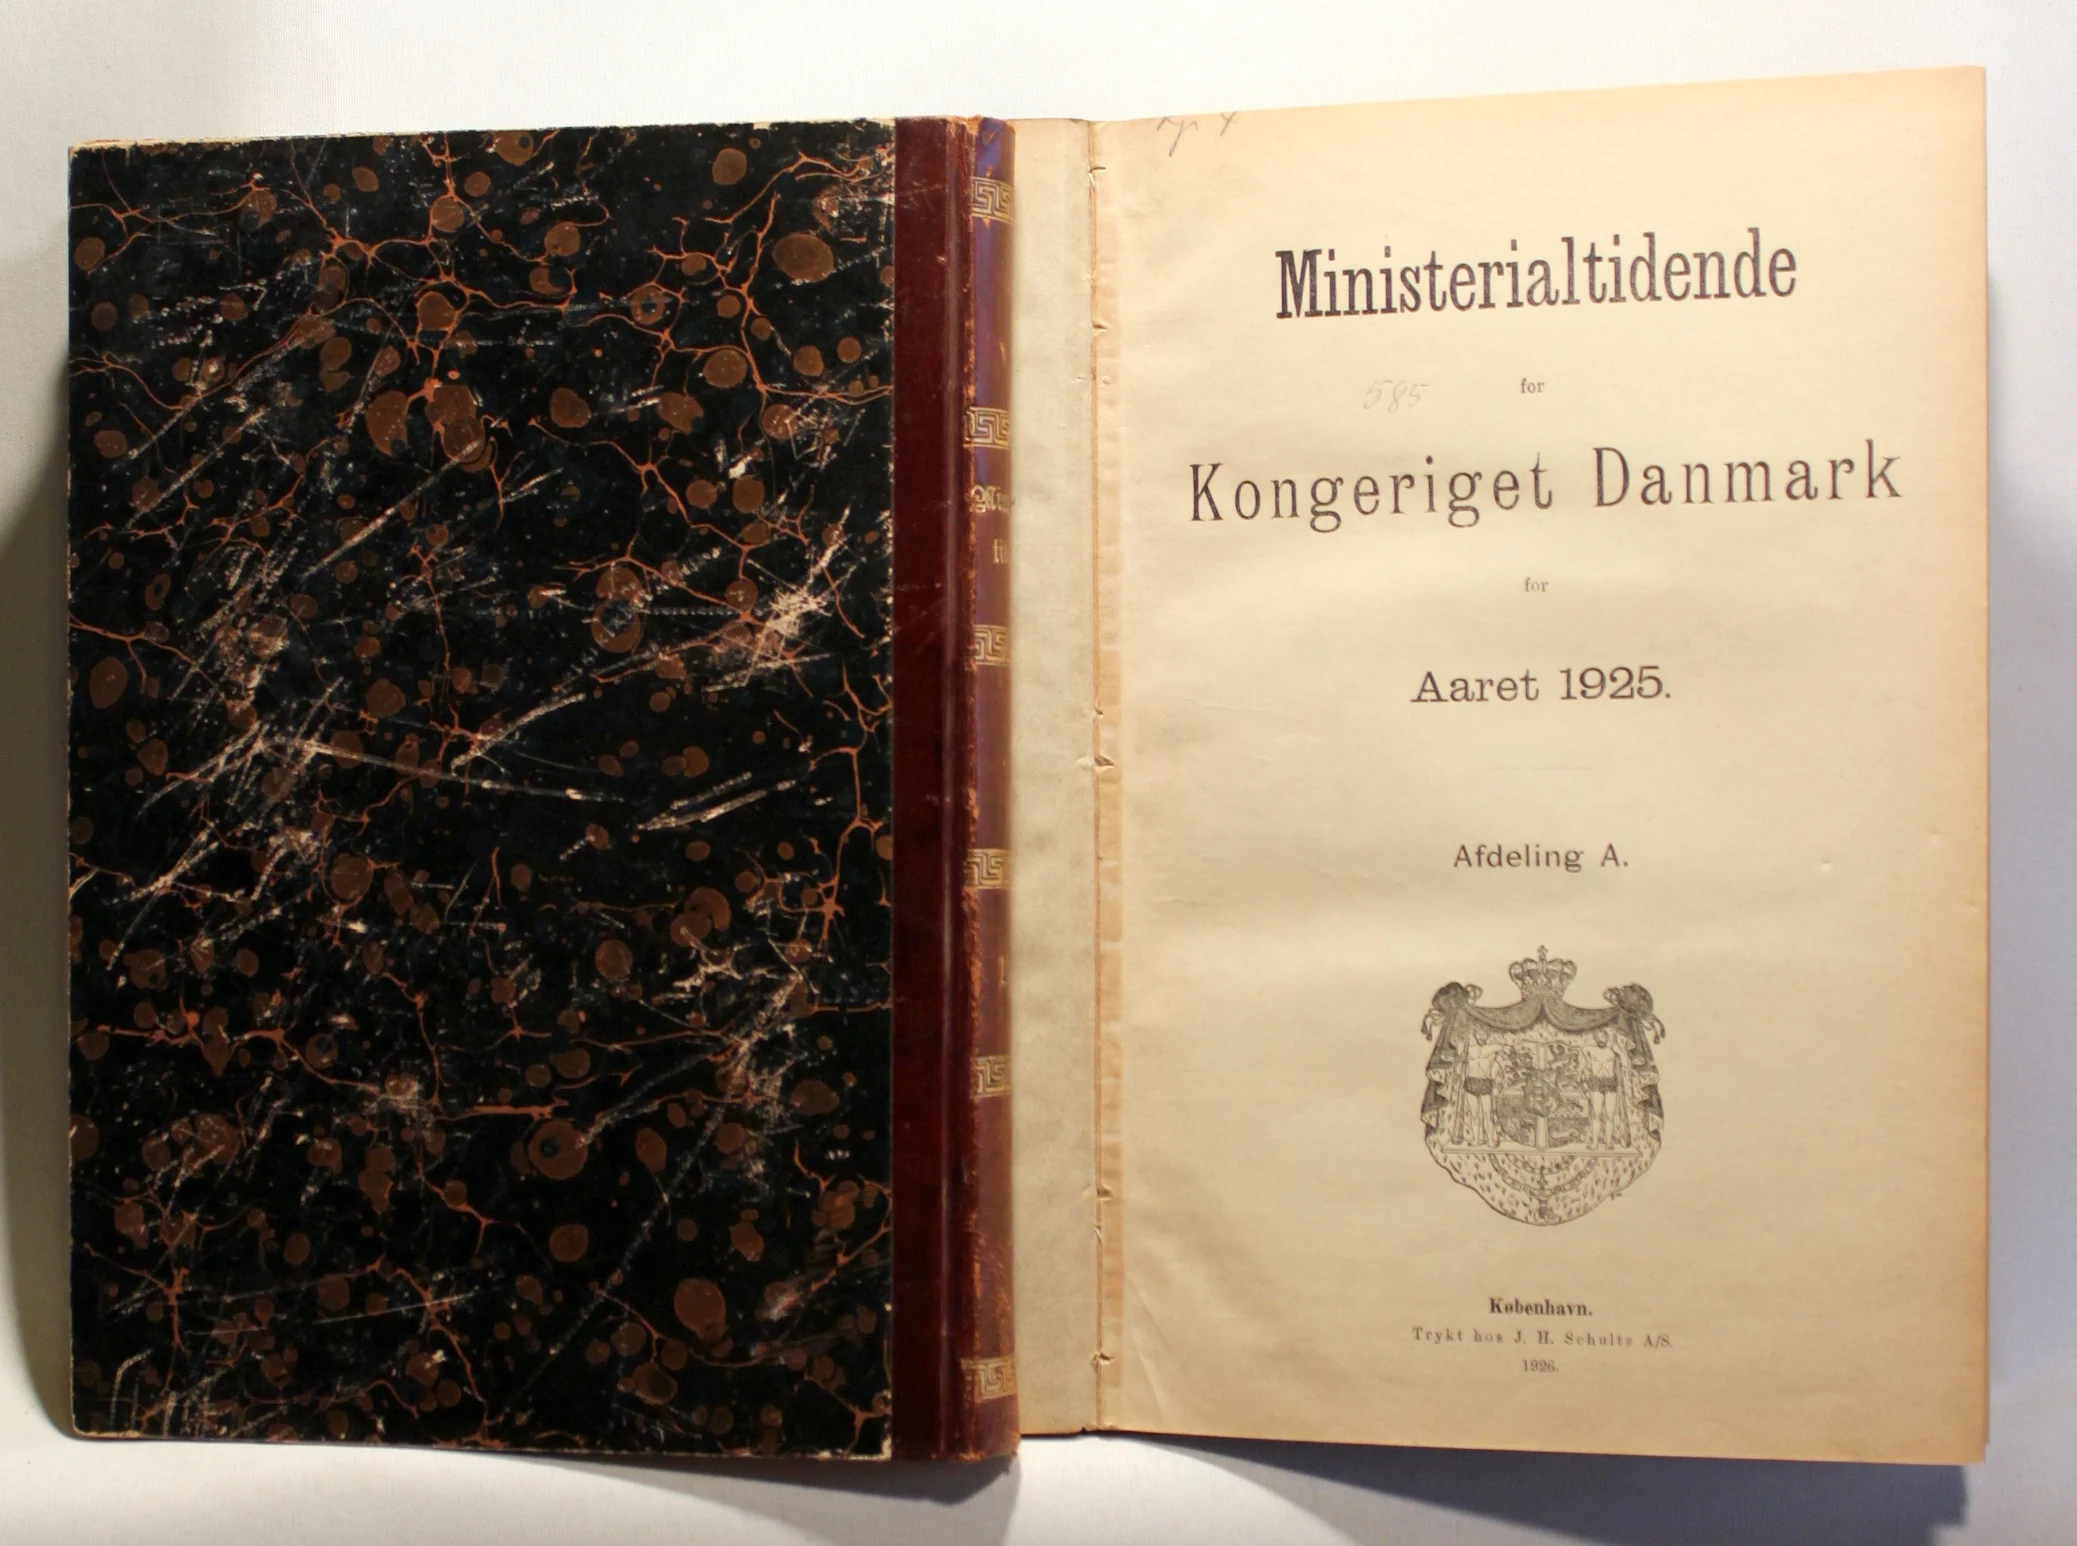 Ministerialtidende
for
585
Kongeriget Danmark
for
Aaret 1925.
Afdeling A.
København.
Trykt hos J. H. Schultz A/S.
1926.